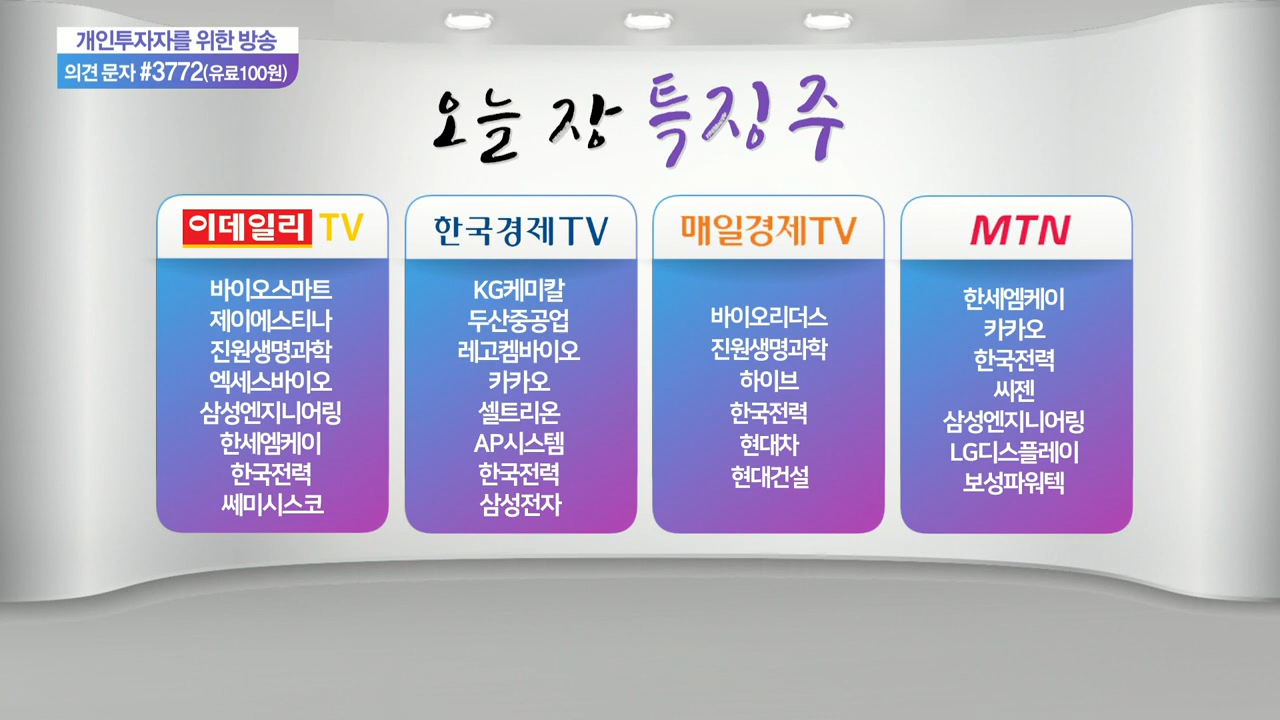 개인투자자를 위한 방송
의견 문자 #3772(유료100원)
오늘 장 특징주
이데일리 TV
바이오스마트
제이에스티나
진원생명과학
엑세스바이오
삼성엔지니어링
한세엠케이
한국전력
쎄미시스코
한국경제TV
KG케미칼
두산중공업
레고켐바이오
카카오
셀트리온
AP시스템
한국전력
삼성전자
매일경제TV
바이오리더스
진원생명과학
하이브
한국전력
현대차
현대건설
MTN
한세엠케이
카카오
한국전력
씨젠
삼성엔지니어링
LG디스플레이
보성파워텍